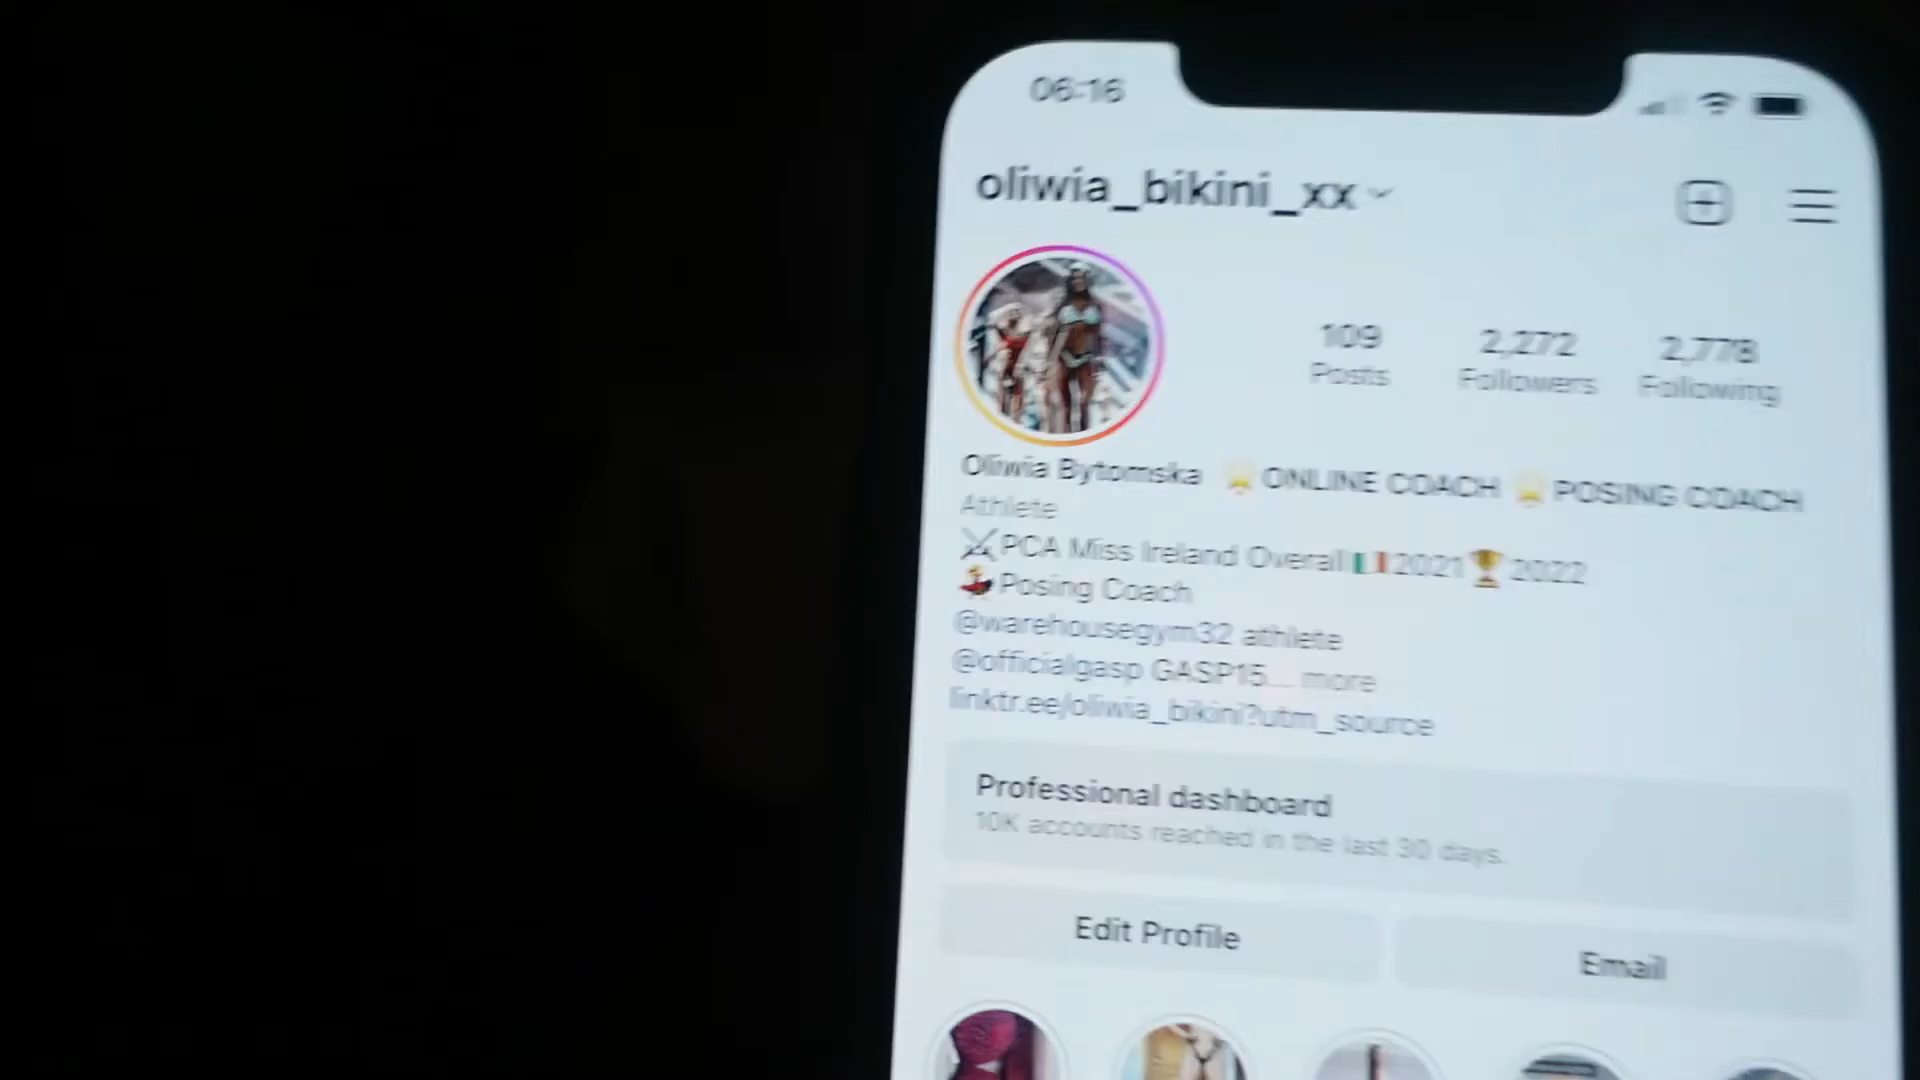 06:16
oliwia_bikini_xx
109 2,272 2,778
Posts Followers Following
Oliwia Bytomska ONLINE COACH POSING COACH
Athlete
PCA Miss Ireland Overall 2021 2022
Posing Coach
@warehousegym32 athlete
@officialgasp GASP15... more
linktr.ee/oliwia_bikini?utm_source
Professional dashboard
10K accounts reached in the last 30 days.
Edit Profile Email